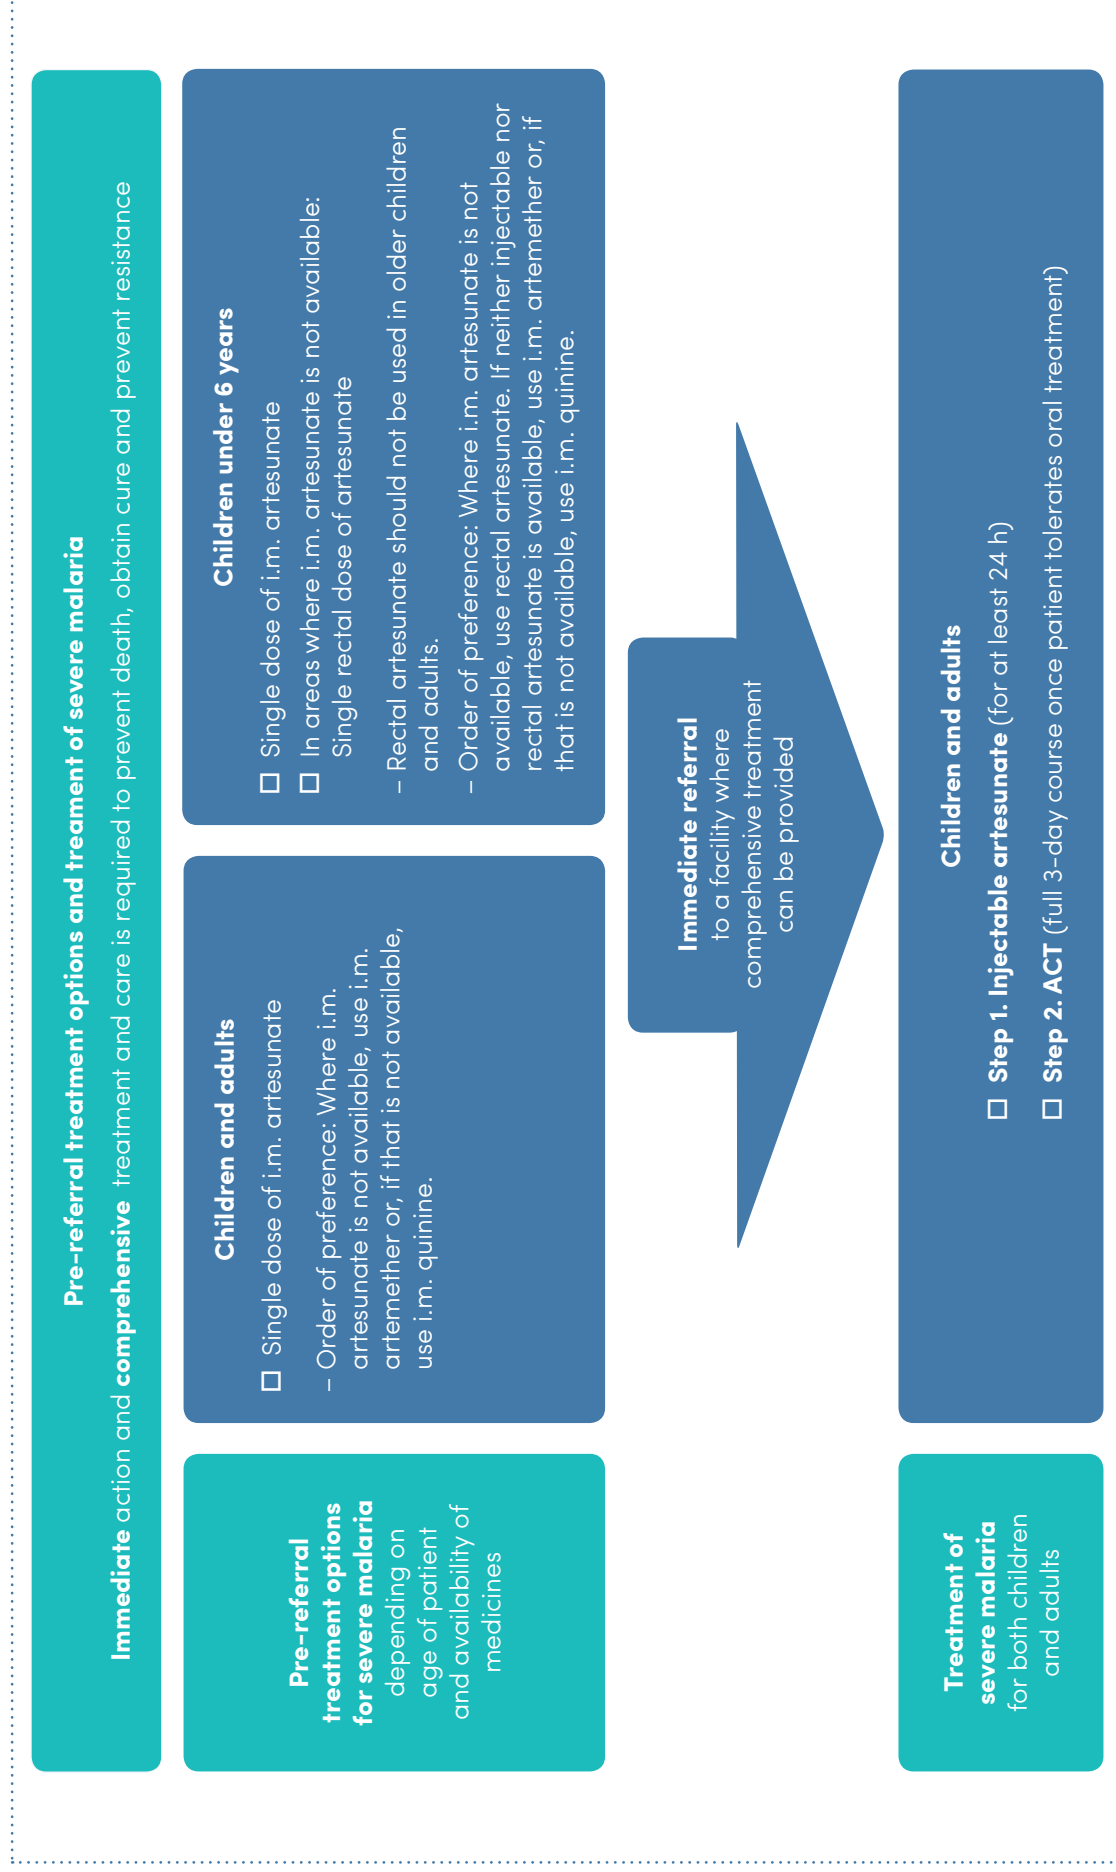 Pre-referral treatment options and treament of severe malaria
Immediate action and comprehensive treatment and care is required to prevent death, obtain cure and prevent resistance
Pre-referral
treatment options
for severe malaria
depending on
age of patient
and availability of
medicines
Children and adults
☐ Single dose of i.m. artesunate
– Order of preference: Where i.m.
artesunate is not available, use i.m.
artemether or, if that is not available,
use i.m. quinine.
Children under 6 years
☐ Single dose of i.m. artesunate
☐ In areas where i.m. artesunate is not available:
Single rectal dose of artesunate
– Rectal artesunate should not be used in older children
and adults.
– Order of preference: Where i.m. artesunate is not
available, use rectal artesunate. If neither injectable nor
rectal artesunate is available, use i.m. artemether or, if
that is not available, use i.m. quinine.
Immediate referral
to a facility where
comprehensive treatment
can be provided
Treatment of
severe malaria
for both children
and adults
Children and adults
☐ Step 1. Injectable artesunate (for at least 24 h)
☐ Step 2. ACT (full 3-day course once patient tolerates oral treatment)